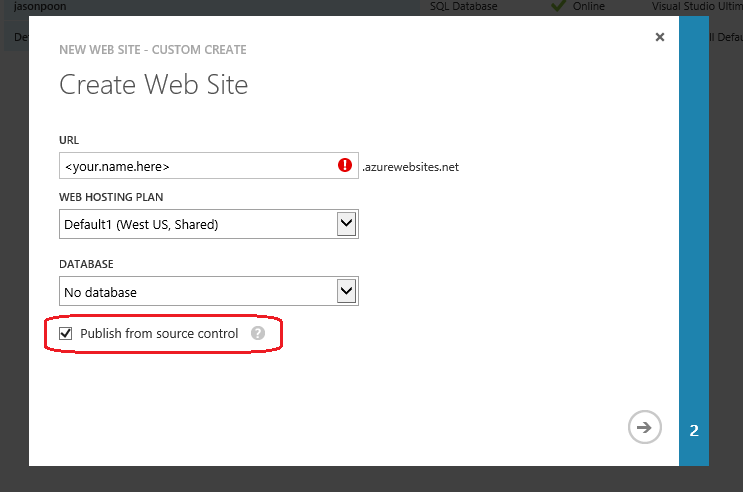 jasonpoon SQL Database Online Visual Studio Ultim
De ll Defau
NEW WEB SITE - CUSTOM CREATE
Create Web Site
URL
<your.name.here> .azurewebsites.net
WEB HOSTING PLAN
Default1 (West US, Shared)
DATABASE
No database
Publish from source control ?
2